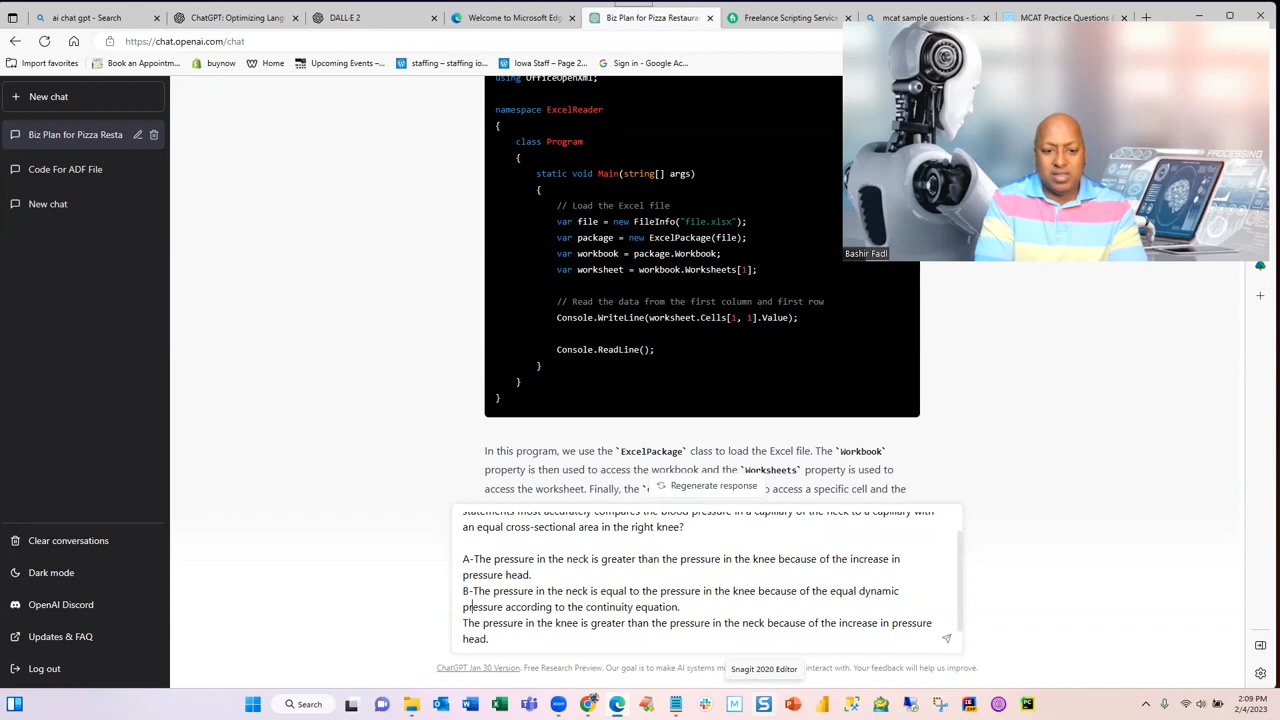 ai chat gpt - Search
ChatGPT: Optimizing Lang
DALL·E 2
Welcome to Microsoft Edg
Biz Plan for Pizza Restaura
Freelance Scripting Service
mcat sample questions - S
MCAT Practice Questions &
https://chat.openai.com/chat
Import favorites
Book an Appointm...
buynow
Home
Upcoming Events –...
staffing – staffing io...
Iowa Staff – Page 2...
Sign in - Google Ac...
New chat
Biz Plan for Pizza Resta
Code For ADF File
New chat
Clear conversations
Dark mode
OpenAI Discord
Updates & FAQ
Log out
using OfficeOpenXml;
namespace ExcelReader
{
class Program
{
static void Main(string[] args)
{
// Load the Excel file
var file = new FileInfo("file.xlsx");
var package = new ExcelPackage(file);
var workbook = package.Workbook;
var worksheet = workbook.Worksheets[1];
// Read the data from the first column and first row
Console.WriteLine(worksheet.Cells[1, 1].Value);
Console.ReadLine();
}
}
}
PROCESSING
Bashir Fadl
In this program, we use the `ExcelPackage` class to load the Excel file. The `Workbook`
property is then used to access the workbook and the `Worksheets` property is used to
access the worksheet. Finally, the `
to access a specific cell and the
Regenerate response
statements most accurately compares the blood pressure in a capillary of the neck to a capillary with
an equal cross-sectional area in the right knee?
A-The pressure in the neck is greater than the pressure in the knee because of the increase in
pressure head.
B-The pressure in the neck is equal to the pressure in the knee because of the equal dynamic
pressure according to the continuity equation.
The pressure in the knee is greater than the pressure in the neck because of the increase in pressure
head.
ChatGPT Jan 30 Version. Free Research Preview. Our goal is to make AI systems m
interact with. Your feedback will help us improve.
Snagit 2020 Editor
Search
2:09 PM
2/4/2023